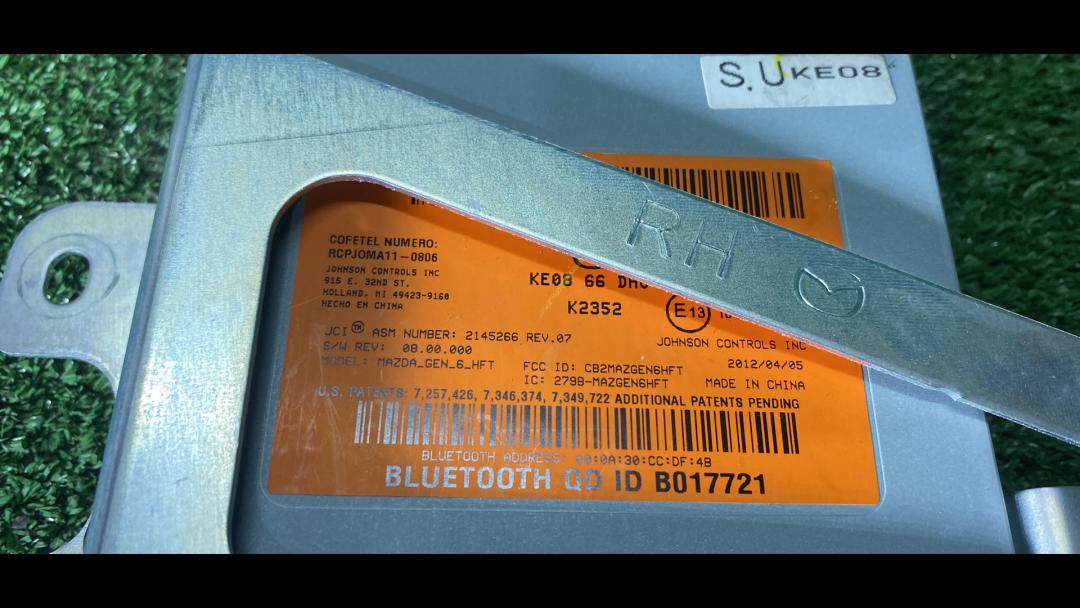 S.U KE08
RH
COFETEL NUMERO:
RCPJOMA11-0806
JOHNSON CONTROLS INC
915 E. 32ND ST.
HOLLAND, MI 49423-9160
HECHO EN CHINA
KE08 66
K2352
E13
JOHNSON CONTROLS INC
JCI™ ASM NUMBER: 2145266 REV.07
S/W REV: 08.00.000
2012/04/05
MODEL: MAZDA_GEN_6_HFT
FCC ID: CB2MAZGEN6HFT
IC: 279B-MAZGEN6HFT
MADE IN CHINA
U.S. PATENTS: 7,257,426, 7,346,374, 7,349,722 ADDITIONAL PATENTS PENDING
BLUETOOTH ADDRESS: 00:0A:30:CC:DF:4B
BLUETOOTH QD ID B017721